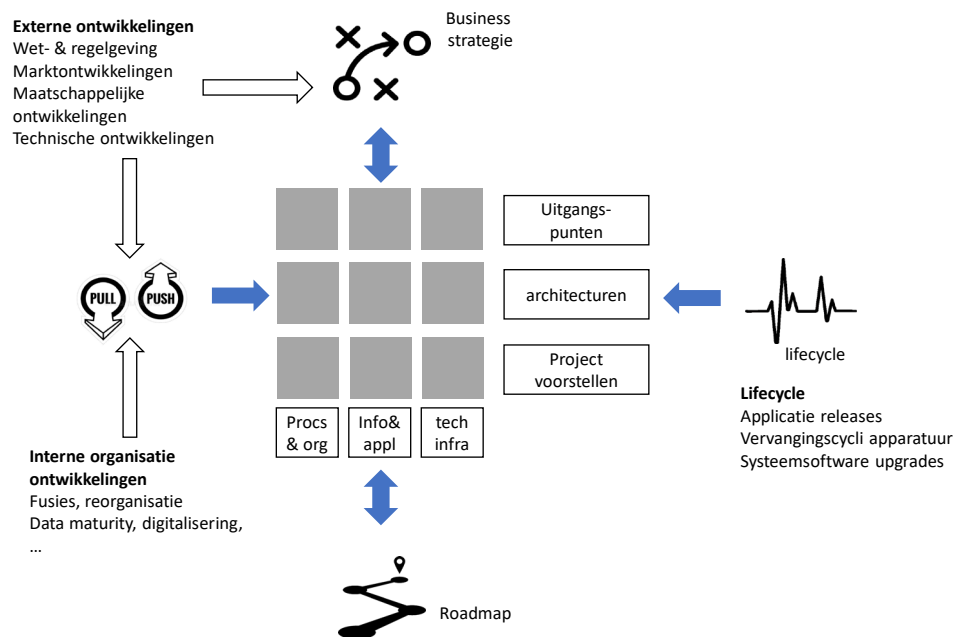 Externe ontwikkelingen
Wet- & regelgeving
Marktontwikkelingen
Maatschappelijke
ontwikkelingen
Technische ontwikkelingen
Business
strategie
Uitgangs-
punten
PULL
PUSH
architecturen
lifecycle
Project
voorstellen
Procs
& org
Info&
appl
tech
infra
Lifecycle
Applicatie releases
Vervangingscycli apparatuur
Systeemsoftware upgrades
Interne organisatie
ontwikkelingen
Fusies, reorganisatie
Data maturity, digitalisering,
...
Roadmap